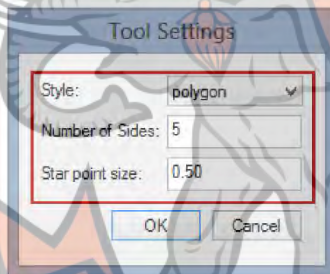 Tool Settings
Style: polygon
Number of Sides: 5
Star point size: 0.50
OK Cancel